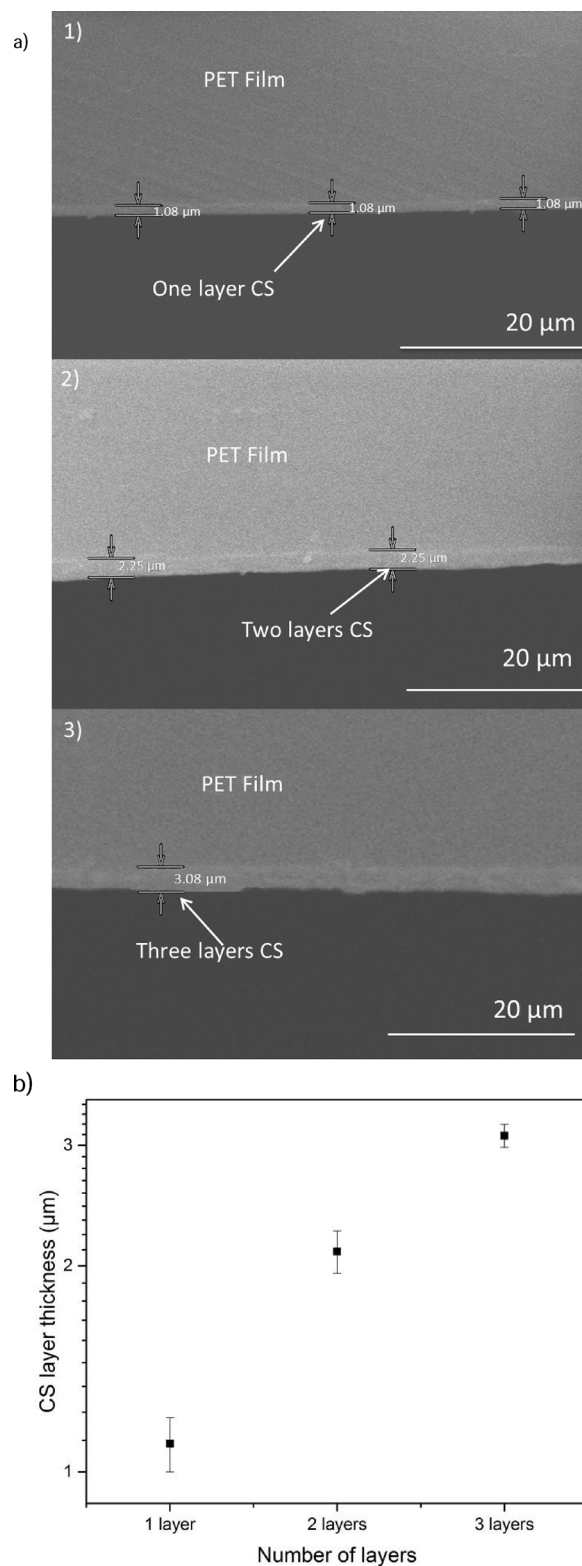 a)
1)
PET Film
1.08 µm
1.08 µm
1.08 µm
One layer CS
20 µm
2)
PET Film
2.25 µm
2.25 µm
Two layers CS
20 µm
3)
PET Film
3.08 µm
Three layers CS
20 µm
b)
CS layer thickness (µm)
3
2
1
1 layer
2 layers
3 layers
Number of layers